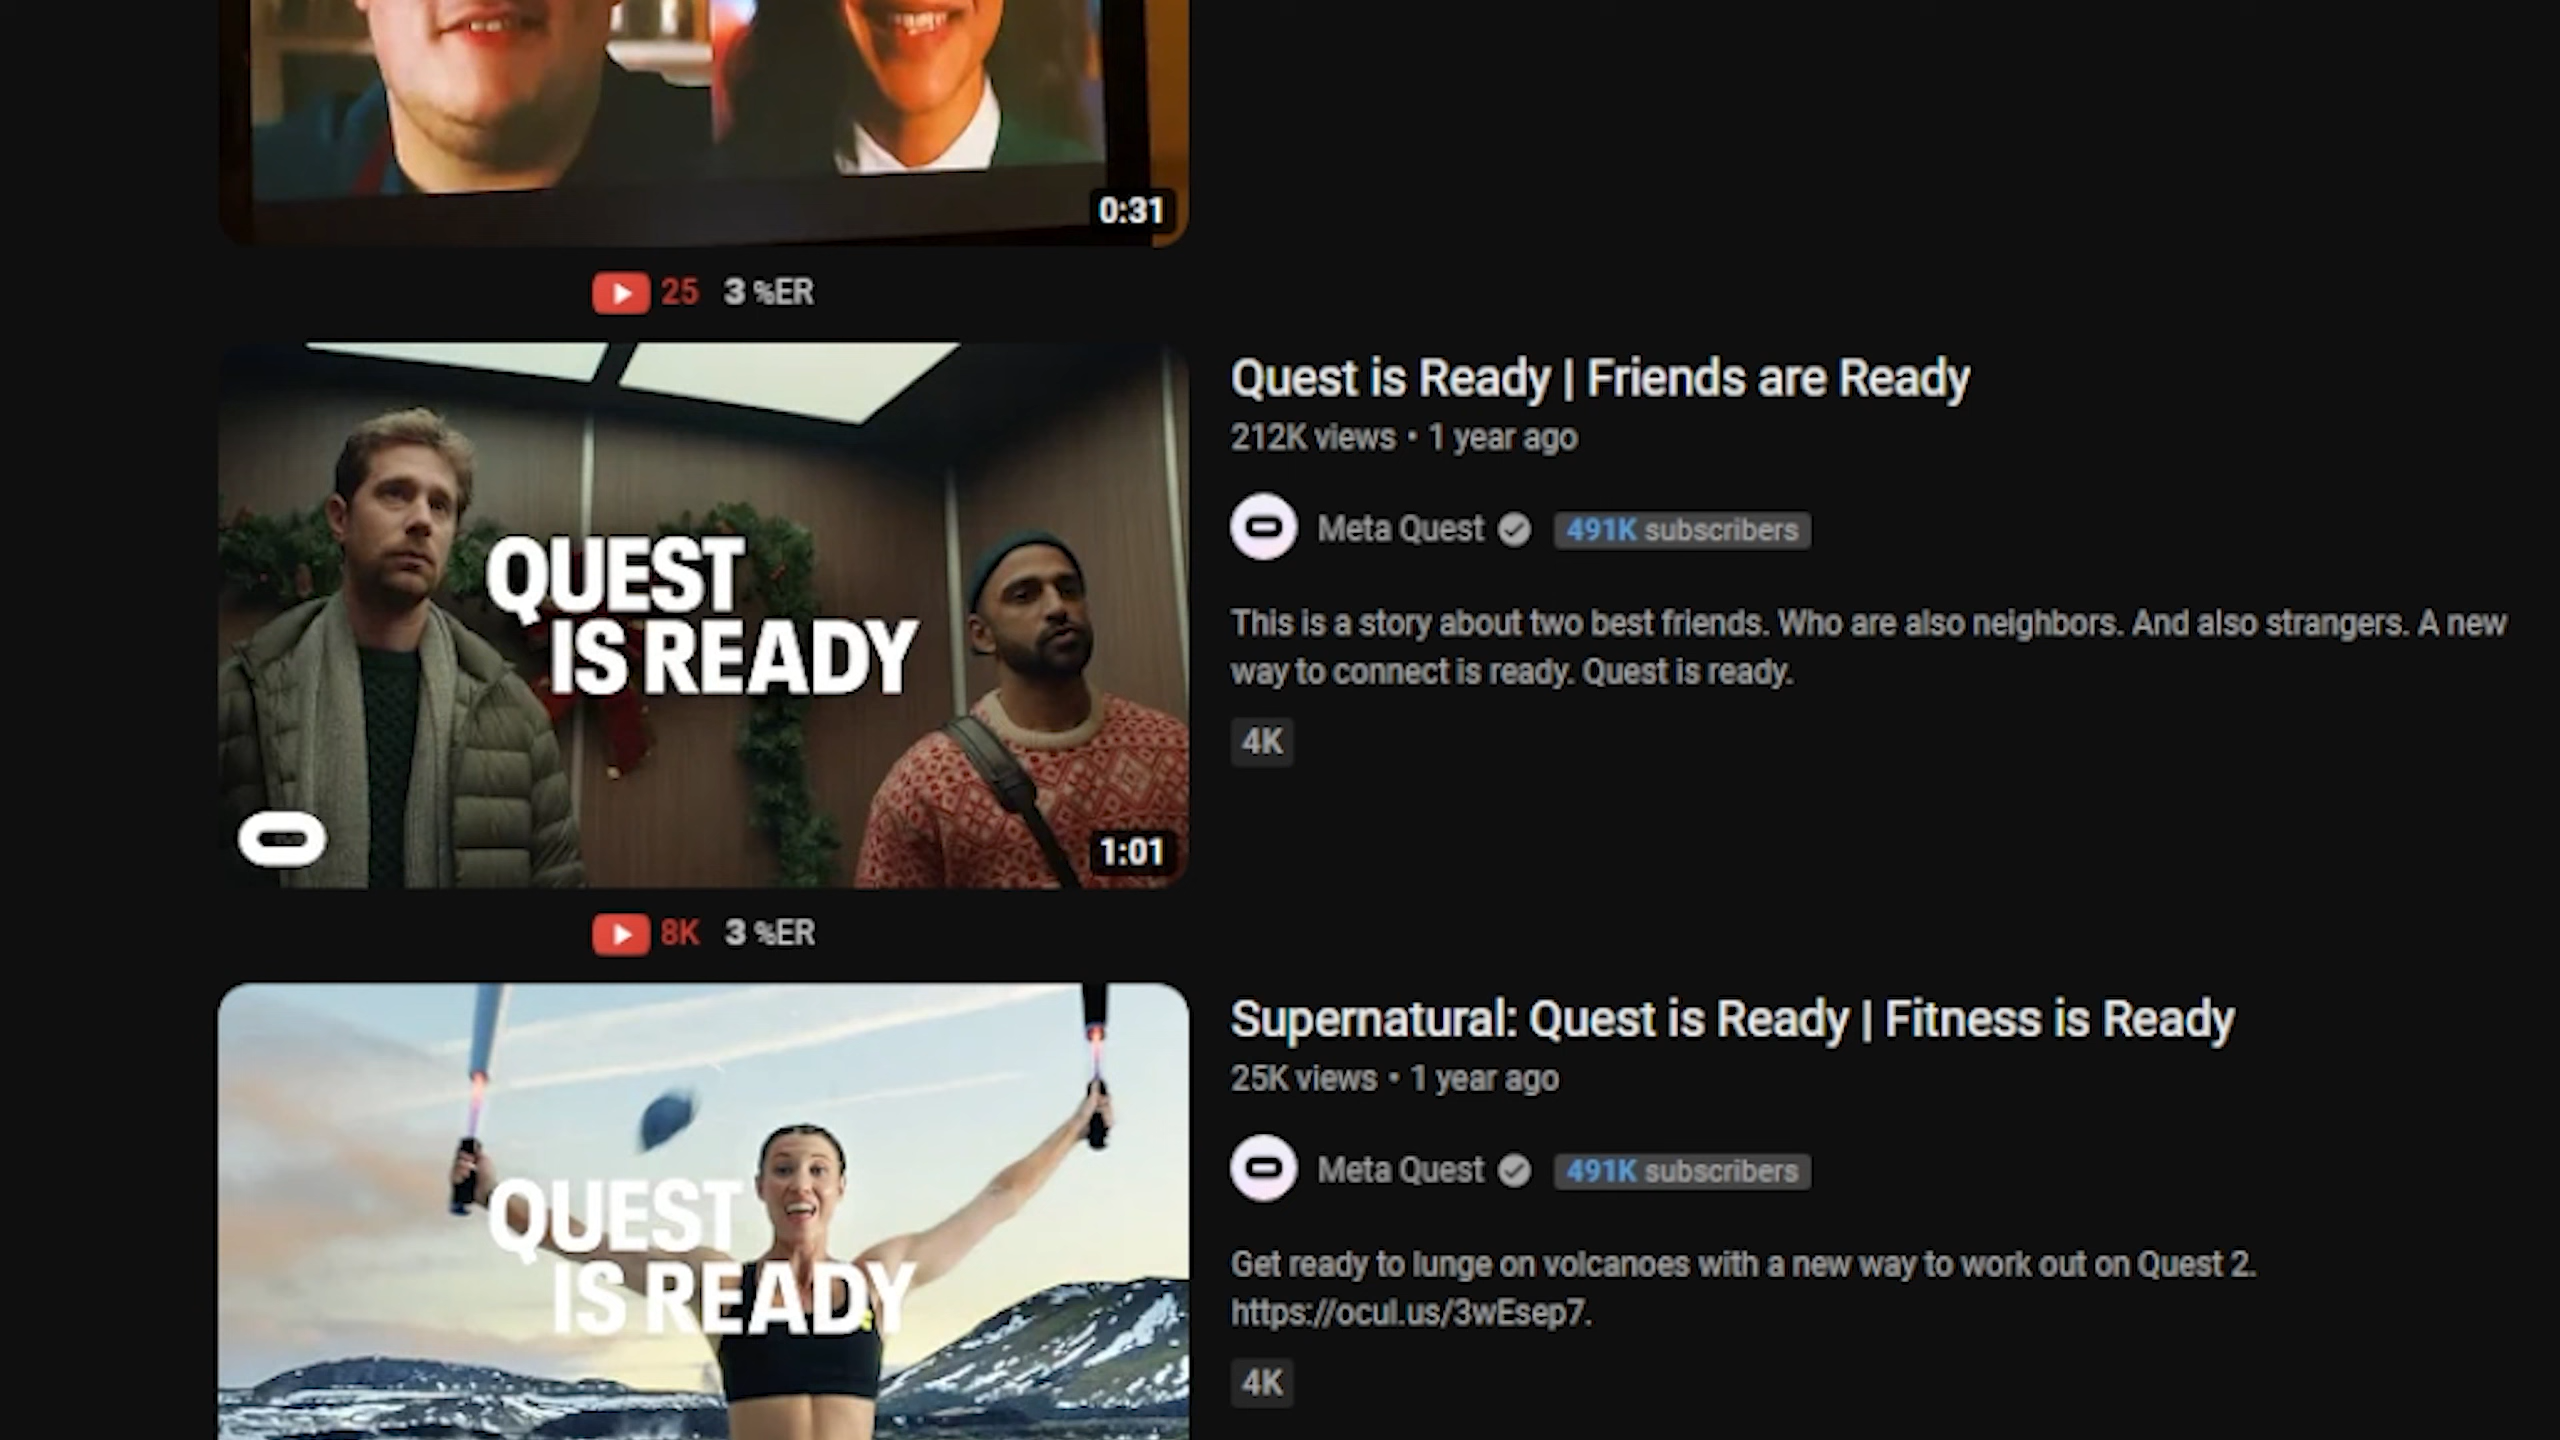 0:31
25 3 %ER
QUEST
IS READY
1:01
Quest is Ready | Friends are Ready
212K views • 1 year ago
Meta Quest 491K subscribers
This is a story about two best friends. Who are also neighbors. And also strangers. A new
way to connect is ready. Quest is ready.
4K
8K 3 %ER
QUEST
IS READY
Supernatural: Quest is Ready | Fitness is Ready
25K views • 1 year ago
Meta Quest 491K subscribers
Get ready to lunge on volcanoes with a new way to work out on Quest 2.
https://ocul.us/3wEsep7.
4K